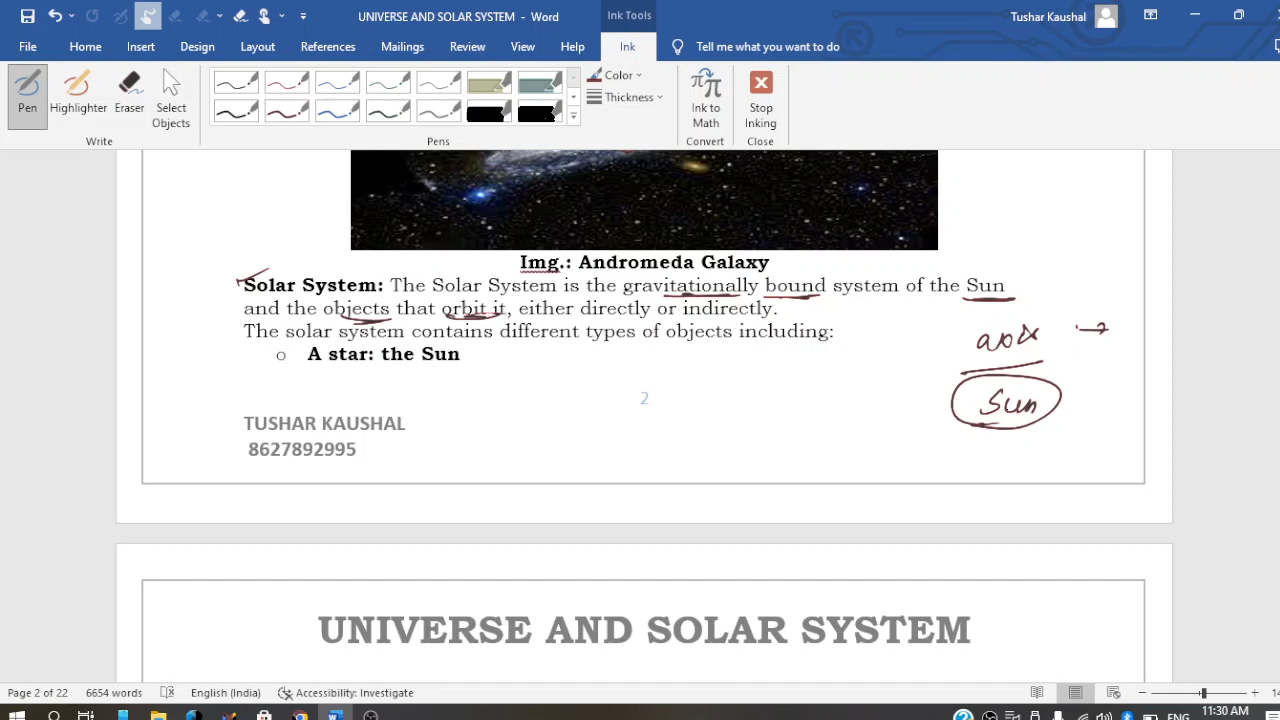 UNIVERSE AND SOLAR SYSTEM - Word
Ink Tools
Tushar Kaushal
File Home Insert Design Layout References Mailings Review View Help Ink Tell me what you want to do
Pen Highlighter Eraser Select Objects
Color
Thickness
Ink to Math
Stop Inking
Write Pens Convert Close
Img.: Andromeda Galaxy
Solar System: The Solar System is the gravitationally bound system of the Sun
and the objects that orbit it, either directly or indirectly.
The solar system contains different types of objects including:
o A star: the Sun
Sun
2
TUSHAR KAUSHAL
8627892995
UNIVERSE AND SOLAR SYSTEM
Page 2 of 22 6654 words English (India) Accessibility: Investigate
ENG 11:30 AM